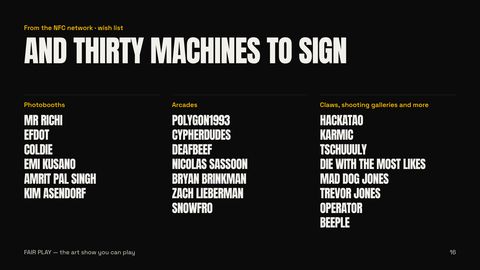 From the NFC network - wish list
AND THIRTY MACHINES TO SIGN
Photobooths
MR RICHI
EFDOT
COLDIE
EMI KUSANO
AMRIT PAL SINGH
KIM ASENDORF
Arcades
POLYGON1993
CYPHERDUDES
DEAFBEEF
NICOLAS SASSOON
BRYAN BRINKMAN
ZACH LIEBERMAN
SNOWFRO
Claws, shooting galleries and more
HACKATAO
KARMIC
TSCHUUULY
DIE WITH THE MOST LIKES
MAD DOG JONES
TREVOR JONES
OPERATOR
BEEPLE
FAIR PLAY — the art show you can play
16